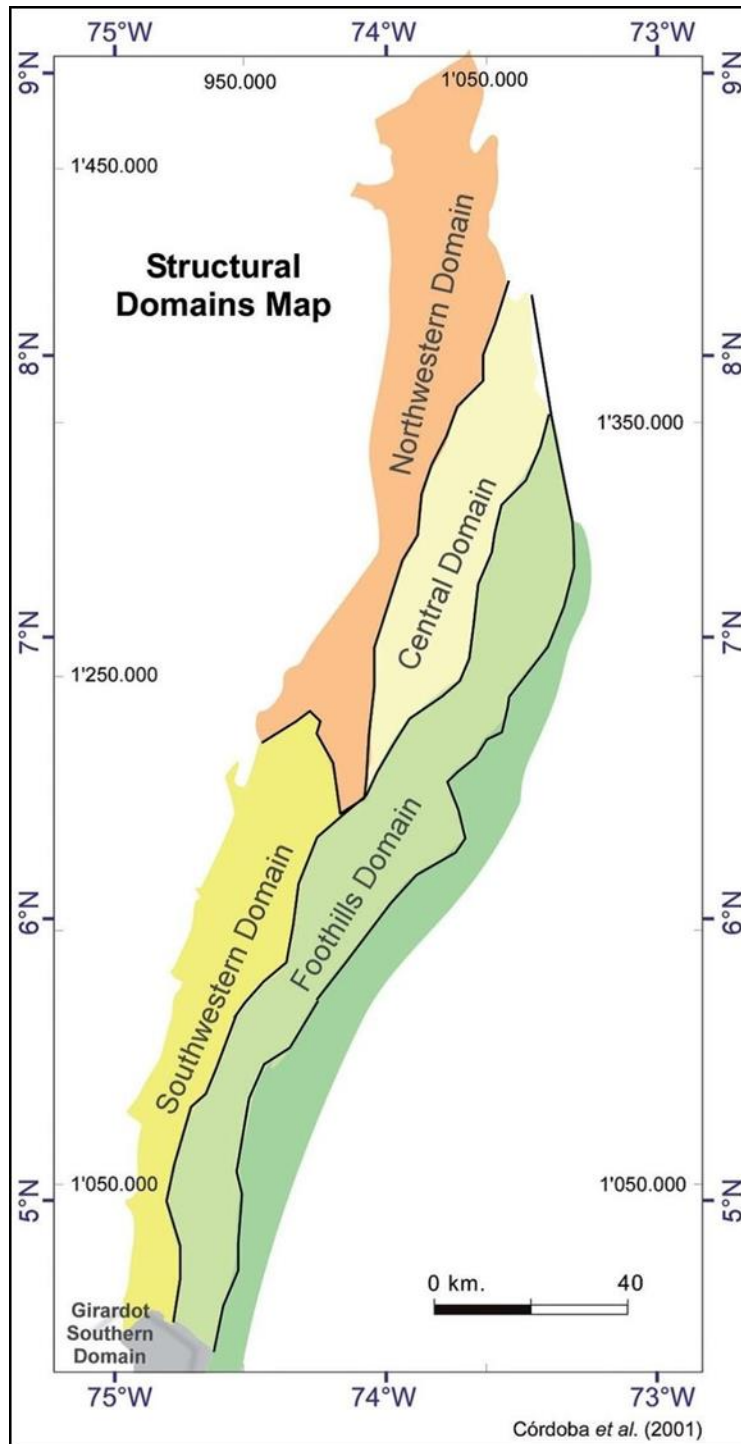 75°W
74°W
73°W
9°N
9°N
950.000
1'050.000
1'450.000
Structural
Domains Map
Northwestern Domain
8°N
8°N
1'350.000
Central Domain
7°N
7°N
1'250.000
Foothills Domain
Southwestern Domain
6°N
6°N
1'050.000
1'050.000
5°N
5°N
0 km.
40
Girardot
Southern
Domain
75°W
74°W
73°W
Córdoba et al. (2001)